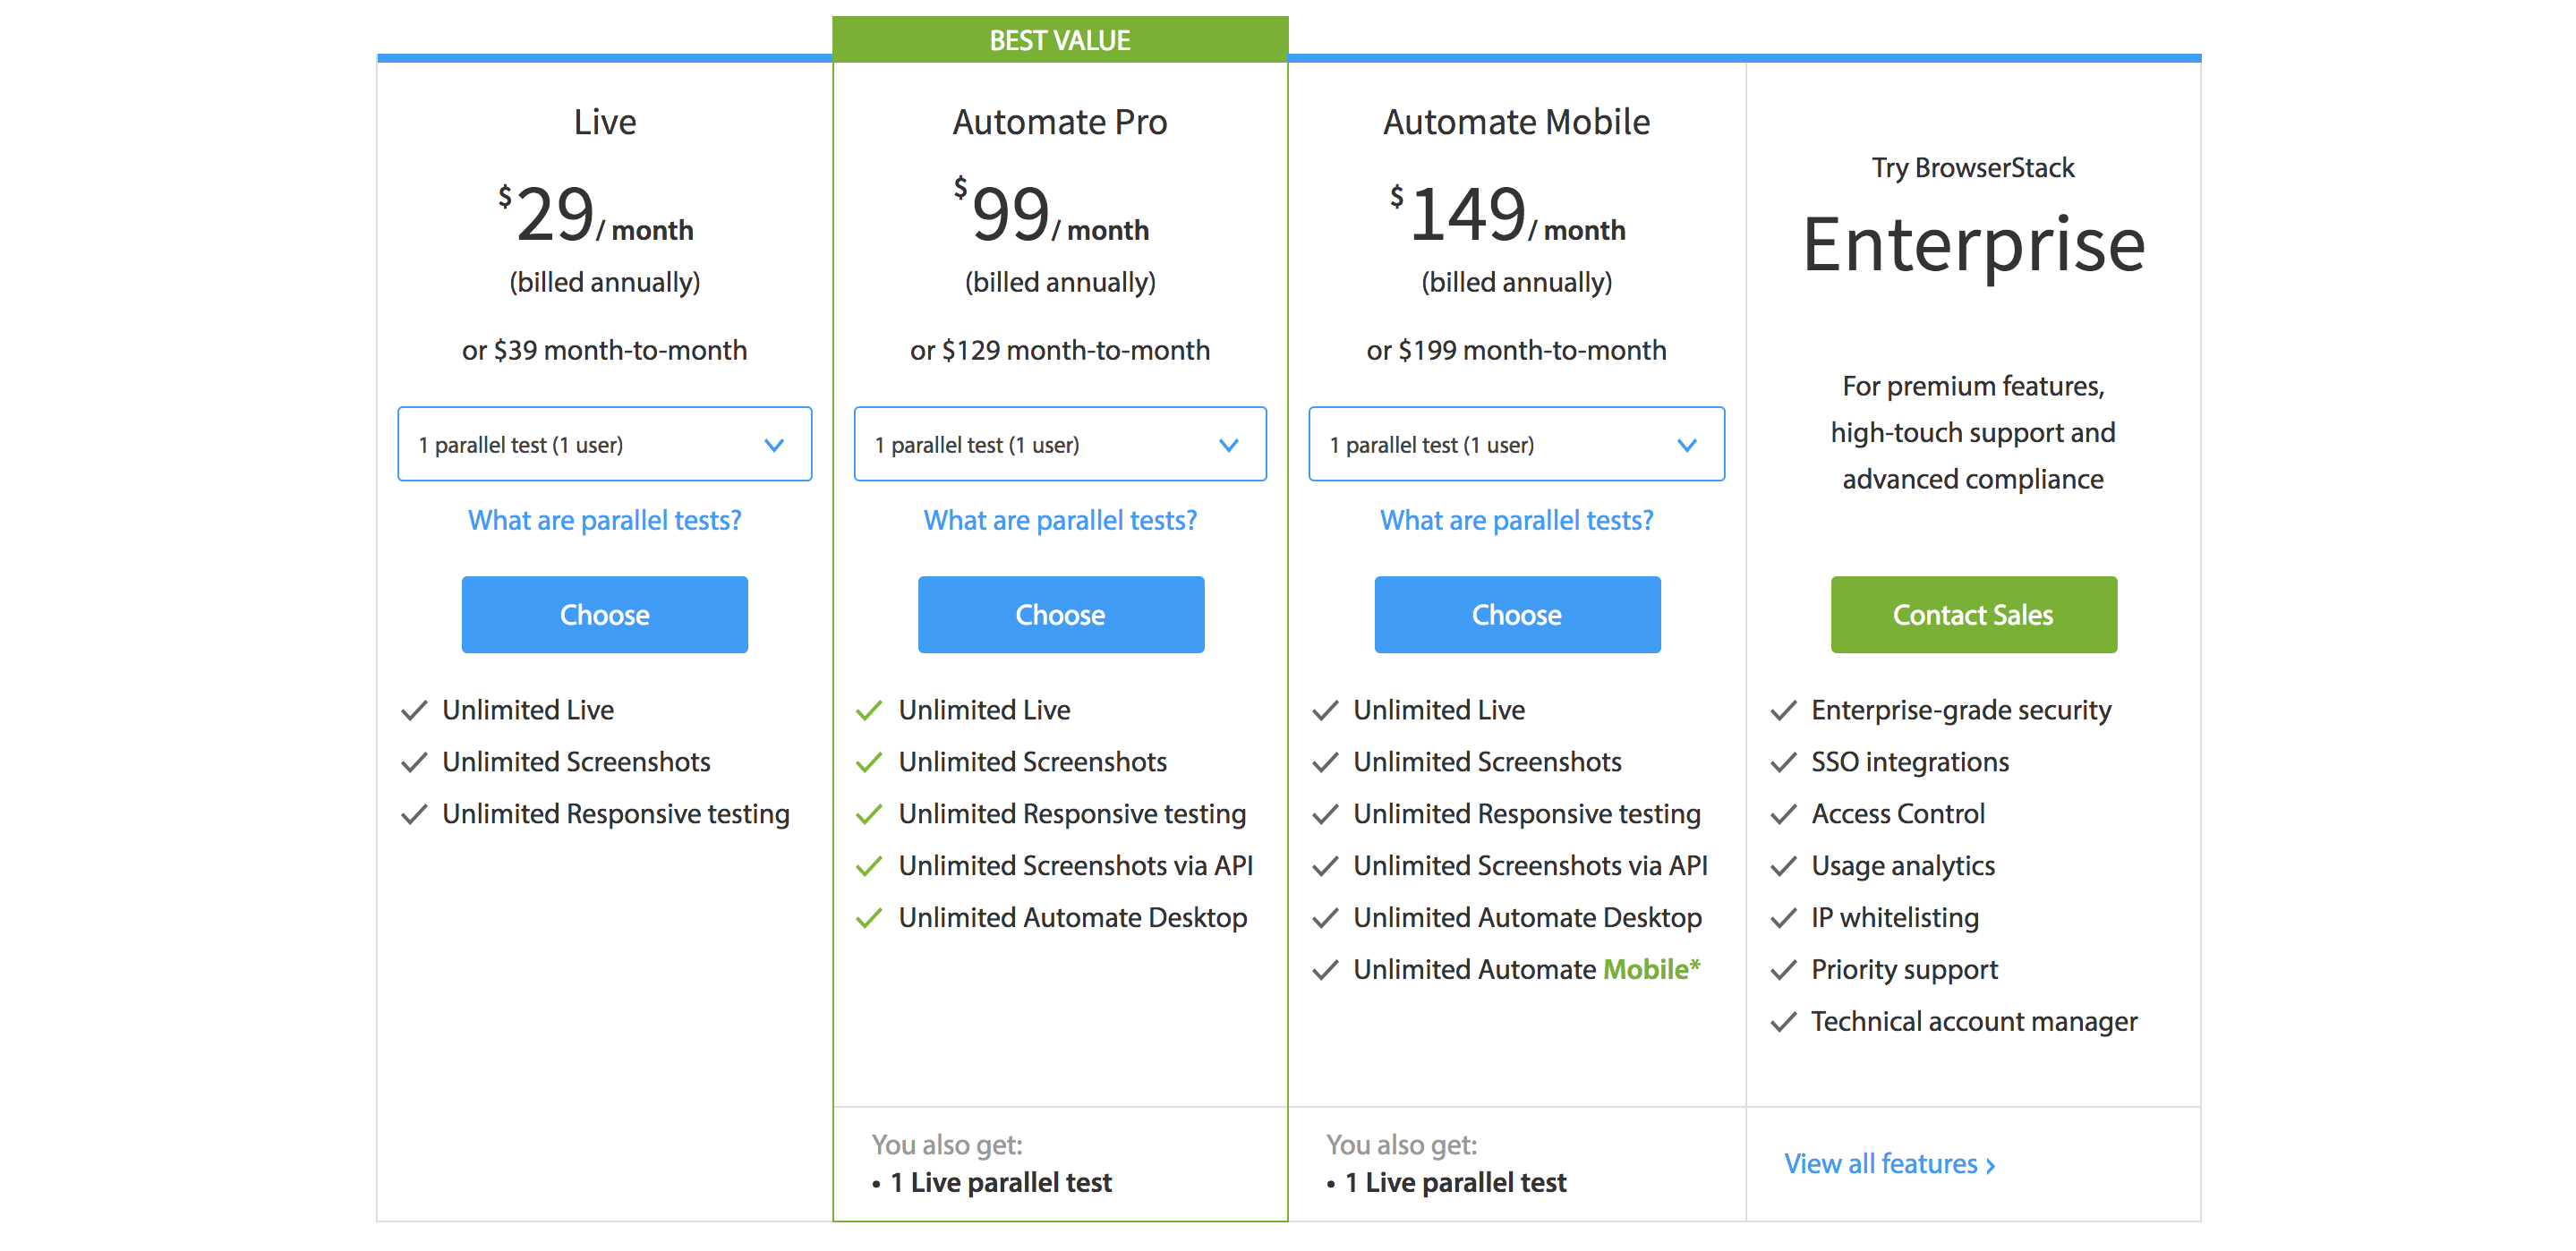 BEST VALUE
Live
$29/ month
(billed annually)
or $39 month-to-month
1 parallel test (1 user)
What are parallel tests?
Choose
Unlimited Live
Unlimited Screenshots
Unlimited Responsive testing
Automate Pro
$99/ month
(billed annually)
or $129 month-to-month
1 parallel test (1 user)
What are parallel tests?
Choose
Unlimited Live
Unlimited Screenshots
Unlimited Responsive testing
Unlimited Screenshots via API
Unlimited Automate Desktop
You also get:
• 1 Live parallel test
Automate Mobile
$149/ month
(billed annually)
or $199 month-to-month
1 parallel test (1 user)
What are parallel tests?
Choose
Unlimited Live
Unlimited Screenshots
Unlimited Responsive testing
Unlimited Screenshots via API
Unlimited Automate Desktop
Unlimited Automate Mobile*
You also get:
• 1 Live parallel test
Try BrowserStack
Enterprise
For premium features,
high-touch support and
advanced compliance
Contact Sales
Enterprise-grade security
SSO integrations
Access Control
Usage analytics
IP whitelisting
Priority support
Technical account manager
View all features ›